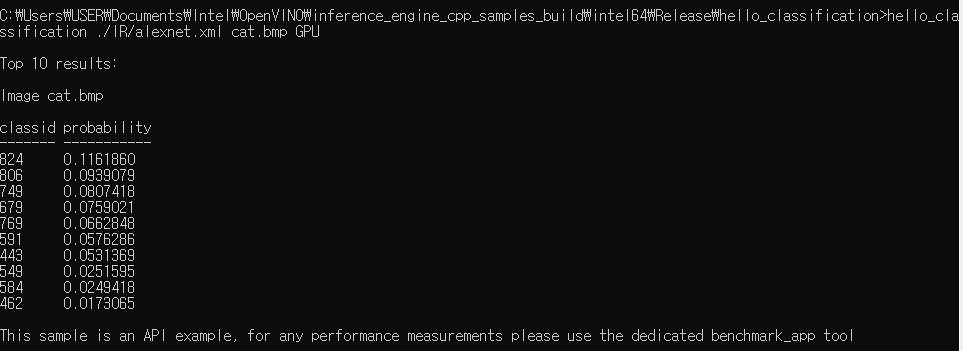 C:₩Users₩USER₩Documents₩Intel₩OpenVINO₩inference_engine_cpp_samples_build₩intel64₩Release₩hello_classification>hello_cla
ssification ./IR/alexnet.xml cat.bmp GPU
Top 10 results:
Image cat.bmp
classid probability
------- -----------
824     0.1161860
806     0.0939079
749     0.0807418
679     0.0759021
769     0.0662848
591     0.0576286
443     0.0531369
549     0.0251595
584     0.0249418
462     0.0173065
This sample is an API example, for any performance measurements please use the dedicated benchmark_app tool